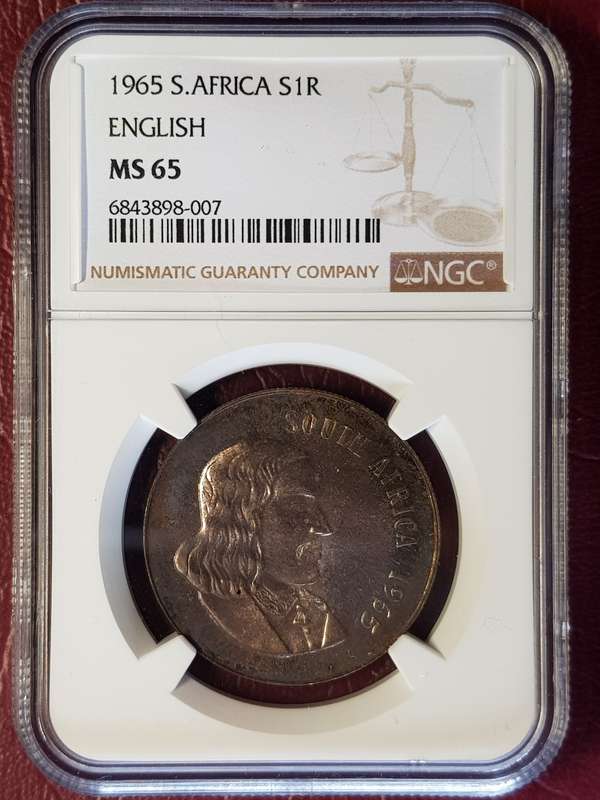 1965 S.AFRICA S1R
ENGLISH
MS 65
6843898-007
NUMISMATIC GUARANTY COMPANY
NGC®
SOUTH AFRICA·1965